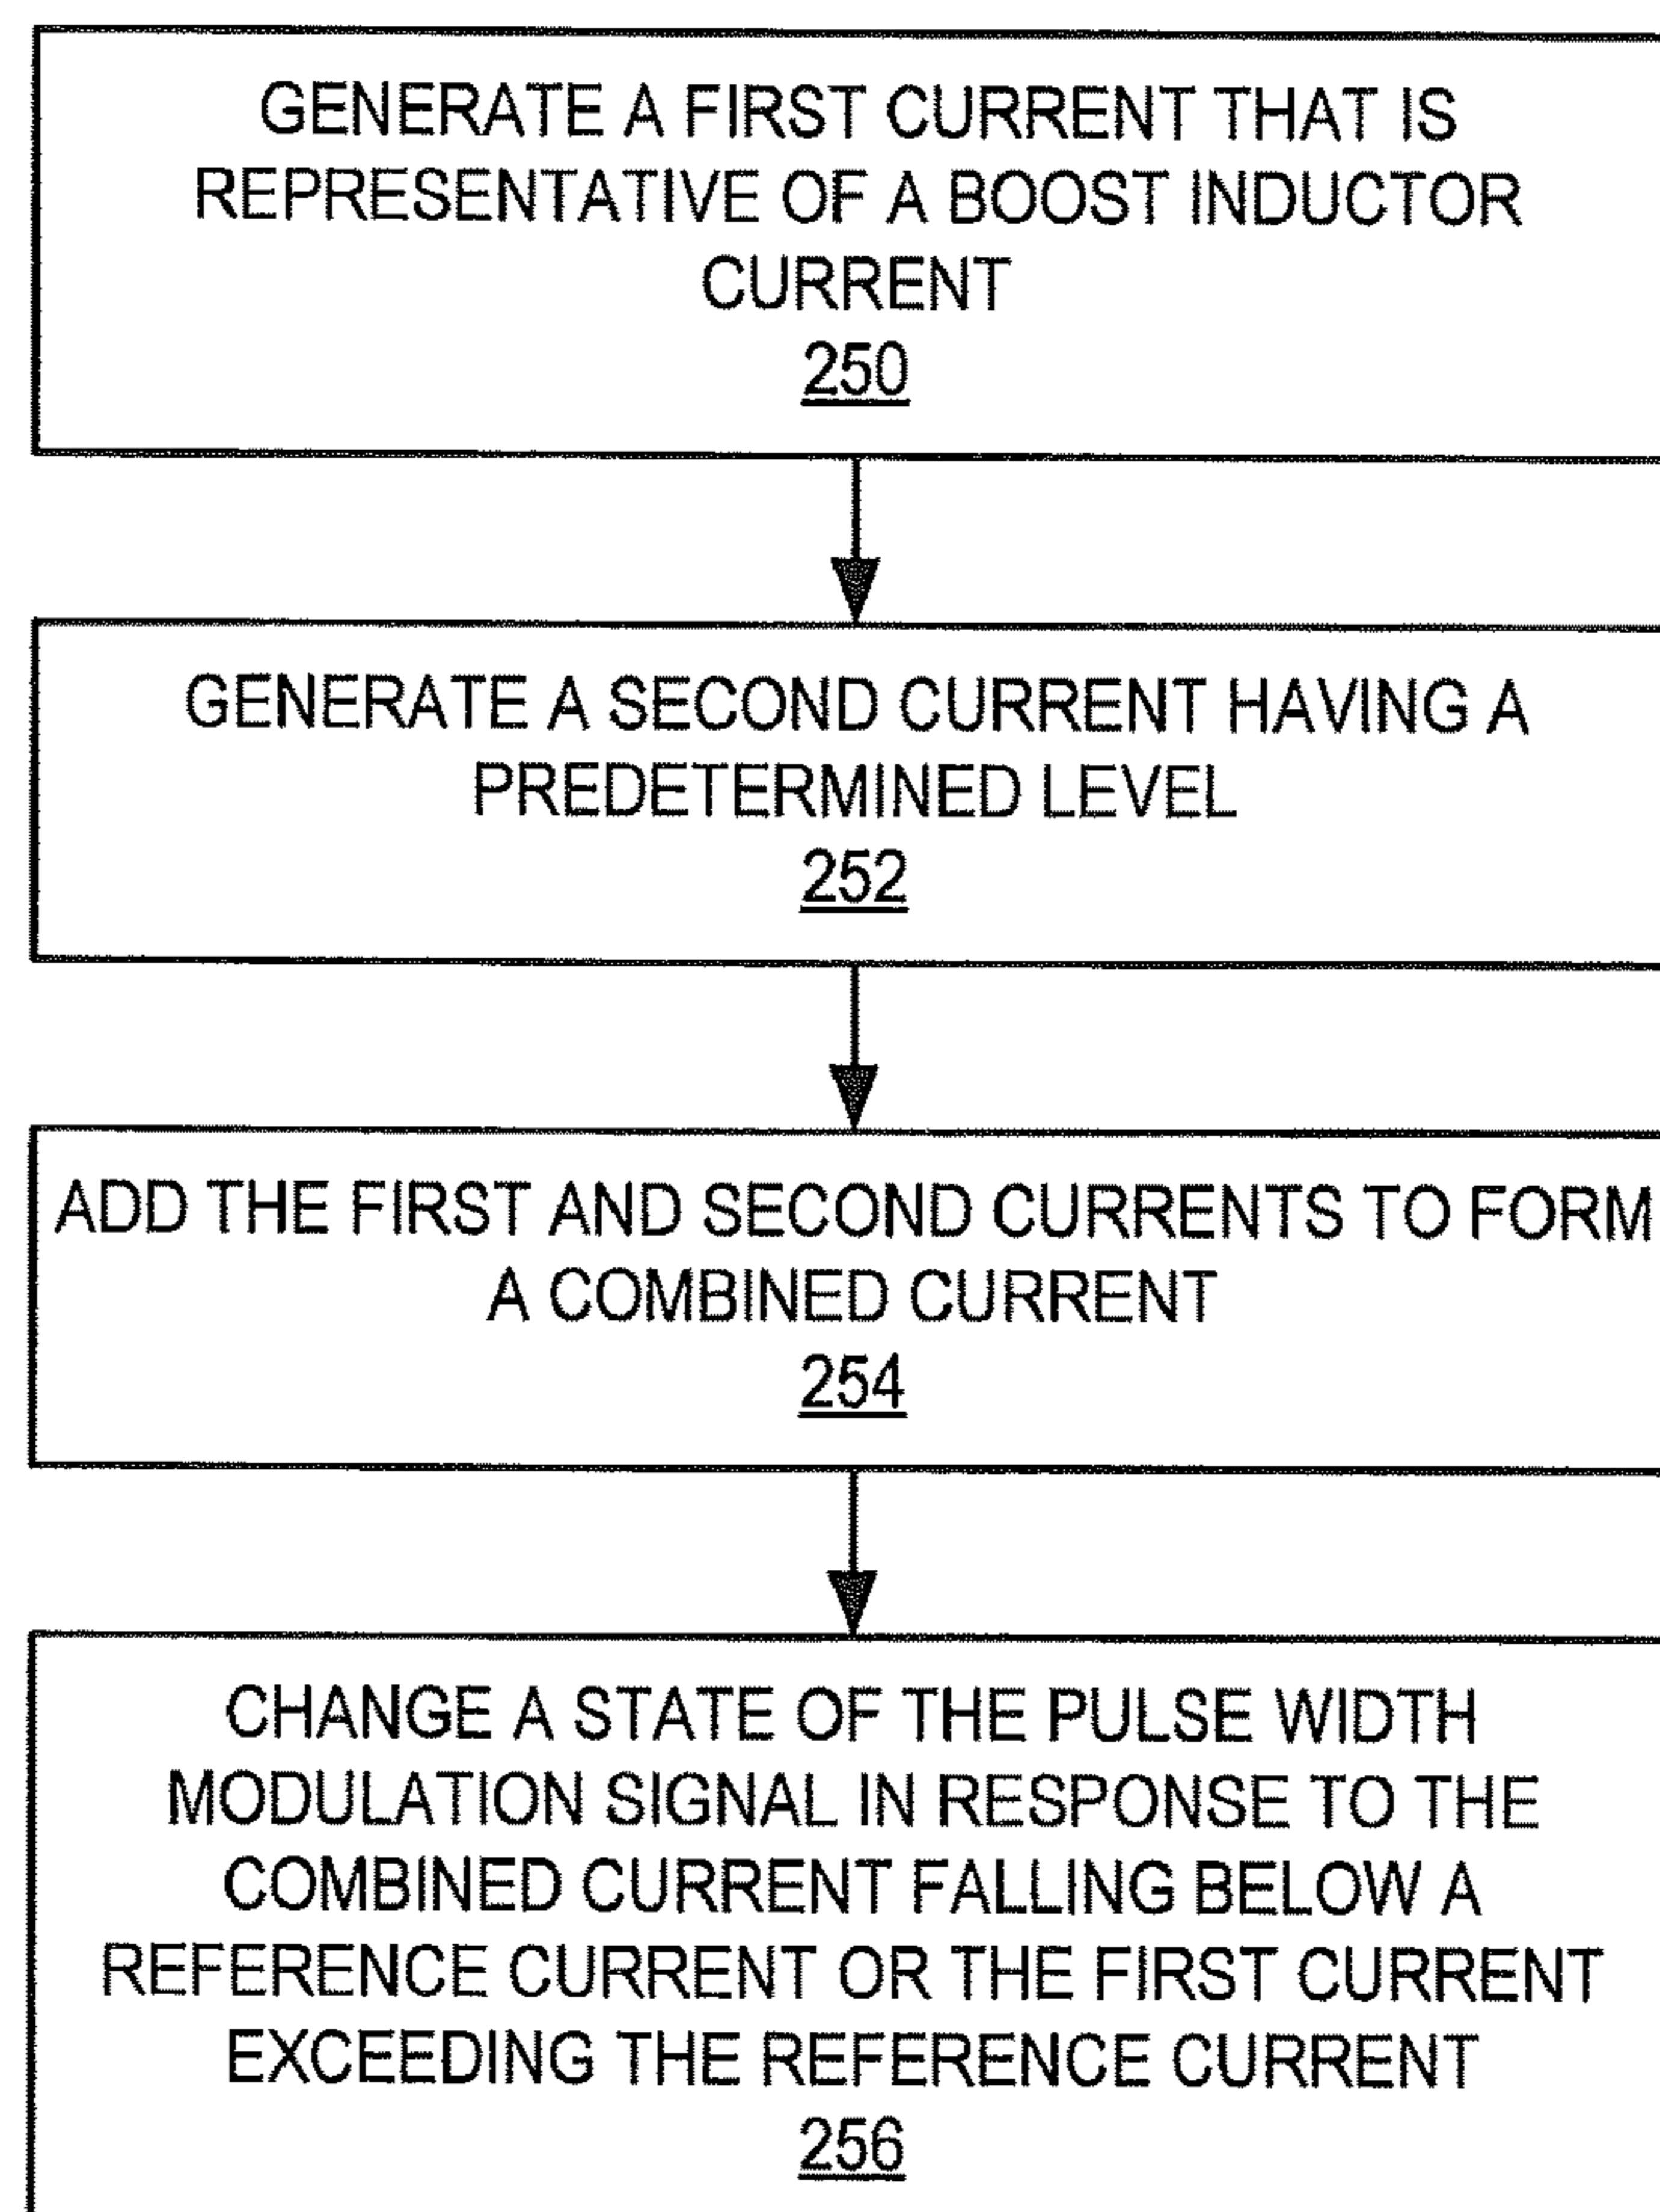 GENERATE A FIRST CURRENT THAT IS
REPRESENTATIVE OF A BOOST INDUCTOR
CURRENT
250
GENERATE A SECOND CURRENT HAVING A
PREDETERMINED LEVEL
252
ADD THE FIRST AND SECOND CURRENTS TO FORM
A COMBINED CURRENT
254
CHANGE A STATE OF THE PULSE WIDTH
MODULATION SIGNAL IN RESPONSE TO THE
COMBINED CURRENT FALLING BELOW A
REFERENCE CURRENT OR THE FIRST CURRENT
EXCEEDING THE REFERENCE CURRENT
256